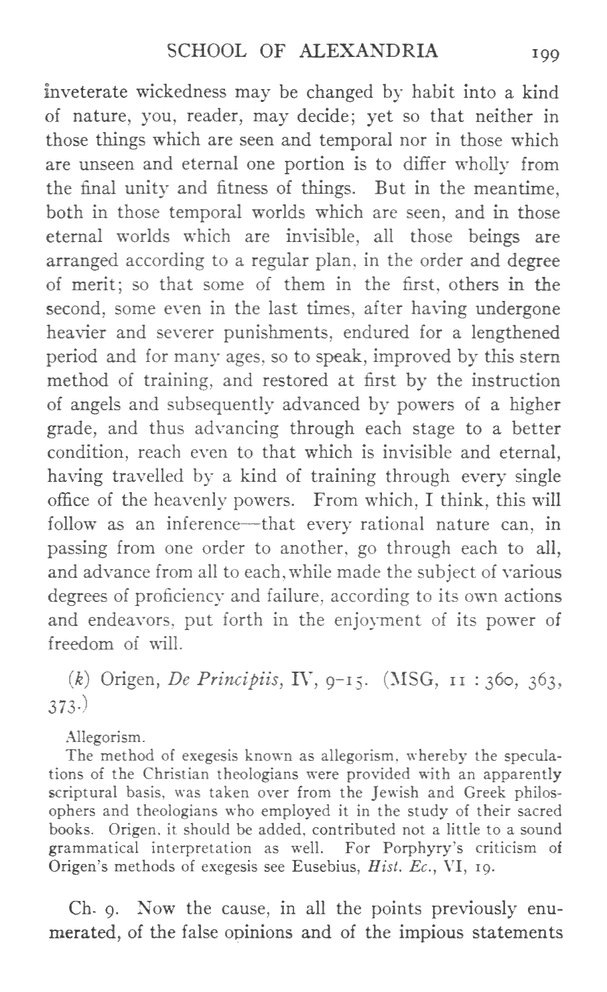 SCHOOL OF ALEXANDRIA 199
inveterate wickedness may be changed by habit into a kind
of nature, you, reader, may decide; yet so that neither in
those things which are seen and temporal nor in those which
are unseen and eternal one portion is to differ wholly from
the final unity and fitness of things. But in the meantime,
both in those temporal worlds which are seen, and in those
eternal worlds which are invisible, all those beings are
arranged according to a regular plan, in the order and degree
of merit; so that some of them in the first, others in the
second, some even in the last times, after having undergone
heavier and severer punishments, endured for a lengthened
period and for many ages, so to speak, improved by this stern
method of training, and restored at first by the instruction
of angels and subsequently advanced by powers of a higher
grade, and thus advancing through each stage to a better
condition, reach even to that which is invisible and eternal,
having travelled by a kind of training through every single
office of the heavenly powers. From which, I think, this will
follow as an inference—that every rational nature can, in
passing from one order to another, go through each to all,
and advance from all to each, while made the subject of various
degrees of proficiency and failure, according to its own actions
and endeavors, put forth in the enjoyment of its power of
freedom of will.
(k) Origen, De Principiis, IV, 9-15. (MSG, 11 : 360, 363,
373.)
Allegorism.
The method of exegesis known as allegorism, whereby the specula-
tions of the Christian theologians were provided with an apparently
scriptural basis, was taken over from the Jewish and Greek philos-
ophers and theologians who employed it in the study of their sacred
books. Origen, it should be added, contributed not a little to a sound
grammatical interpretation as well. For Porphyry's criticism of
Origen's methods of exegesis see Eusebius, Hist. Ec., VI, 19.
Ch. 9. Now the cause, in all the points previously enu-
merated, of the false opinions and of the impious statements